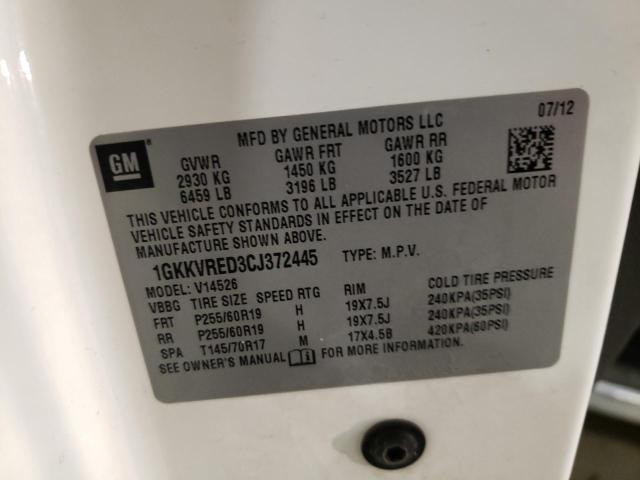 07/12
MFD BY GENERAL MOTORS LLC
GM
GVWR GAWR FRT GAWR RR
2930 KG 1450 KG 1600 KG
6459 LB 3196 LB 3527 LB
THIS VEHICLE CONFORMS TO ALL APPLICABLE U.S. FEDERAL MOTOR
VEHICLE SAFETY STANDARDS IN EFFECT ON THE DATE OF
MANUFACTURE SHOWN ABOVE.
1GKKVRED3CJ372445 TYPE: M.P.V.
MODEL: V14526
VBBG TIRE SIZE SPEED RTG RIM COLD TIRE PRESSURE
FRT P255/60R19 H 19X7.5J 240KPA(35PSI)
RR P255/60R19 H 19X7.5J 240KPA(35PSI)
SPA T145/70R17 M 17X4.5B 420KPA(60PSI)
SEE OWNER'S MANUAL FOR MORE INFORMATION.